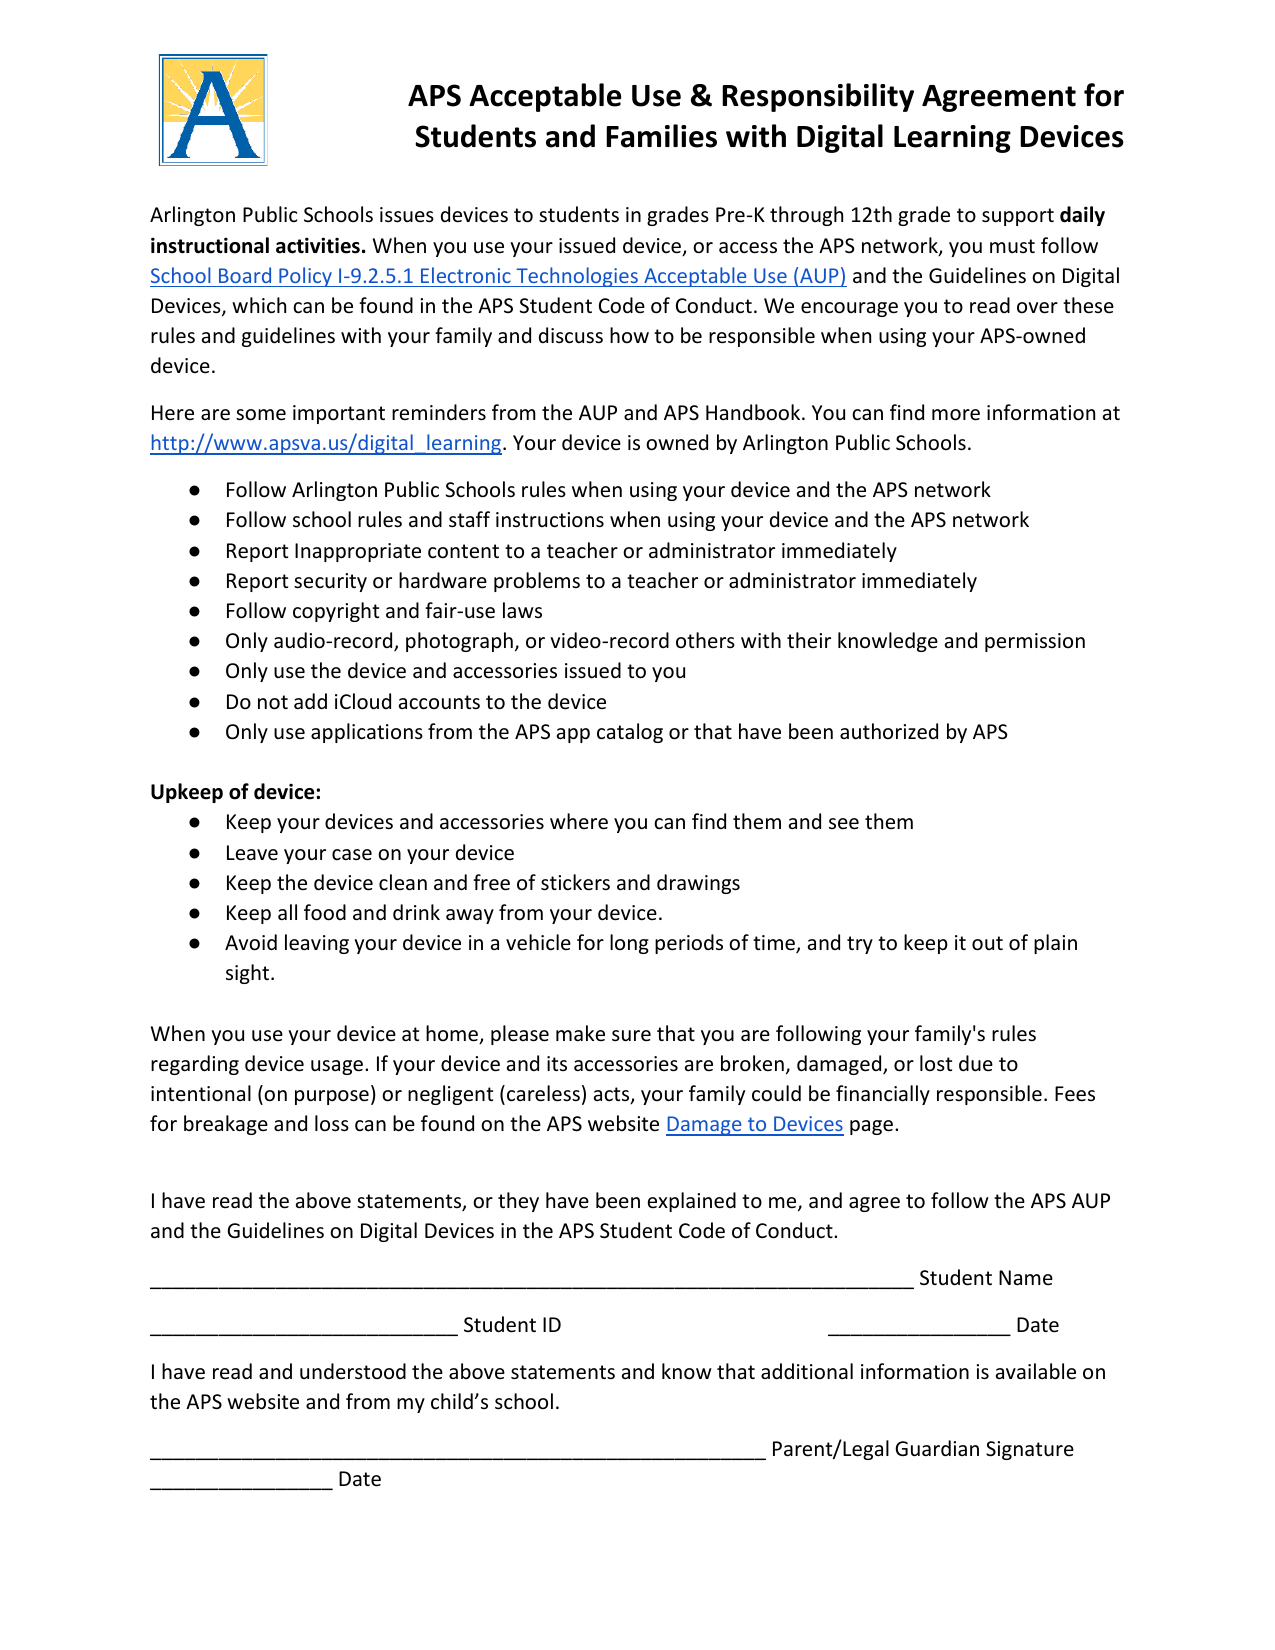 A
APS Acceptable Use & Responsibility Agreement for
Students and Families with Digital Learning Devices
Arlington Public Schools issues devices to students in grades Pre-K through 12th grade to support daily
instructional activities. When you use your issued device, or access the APS network, you must follow
School Board Policy I-9.2.5.1 Electronic Technologies Acceptable Use (AUP) and the Guidelines on Digital
Devices, which can be found in the APS Student Code of Conduct. We encourage you to read over these
rules and guidelines with your family and discuss how to be responsible when using your APS-owned
device.
Here are some important reminders from the AUP and APS Handbook. You can find more information at
http://www.apsva.us/digital_learning. Your device is owned by Arlington Public Schools.
● Follow Arlington Public Schools rules when using your device and the APS network
● Follow school rules and staff instructions when using your device and the APS network
● Report Inappropriate content to a teacher or administrator immediately
● Report security or hardware problems to a teacher or administrator immediately
● Follow copyright and fair-use laws
● Only audio-record, photograph, or video-record others with their knowledge and permission
● Only use the device and accessories issued to you
● Do not add iCloud accounts to the device
● Only use applications from the APS app catalog or that have been authorized by APS
Upkeep of device:
● Keep your devices and accessories where you can find them and see them
● Leave your case on your device
● Keep the device clean and free of stickers and drawings
● Keep all food and drink away from your device.
● Avoid leaving your device in a vehicle for long periods of time, and try to keep it out of plain
sight.
When you use your device at home, please make sure that you are following your family's rules
regarding device usage. If your device and its accessories are broken, damaged, or lost due to
intentional (on purpose) or negligent (careless) acts, your family could be financially responsible. Fees
for breakage and loss can be found on the APS website Damage to Devices page.
I have read the above statements, or they have been explained to me, and agree to follow the APS AUP
and the Guidelines on Digital Devices in the APS Student Code of Conduct.
___________________________________________________________________ Student Name
___________________________ Student ID ________________ Date
I have read and understood the above statements and know that additional information is available on
the APS website and from my child’s school.
______________________________________________________ Parent/Legal Guardian Signature
________________ Date